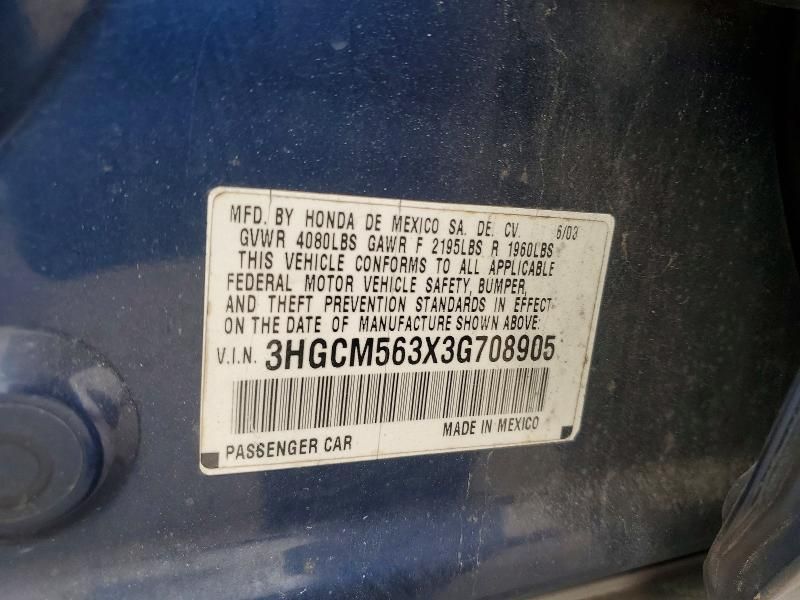 MFD. BY HONDA DE MEXICO SA. DE. CV. 6/03
GVWR 4080LBS GAWR F 2195LBS R 1960LBS
THIS VEHICLE CONFORMS TO ALL APPLICABLE
FEDERAL MOTOR VEHICLE SAFETY, BUMPER,
AND THEFT PREVENTION STANDARDS IN EFFECT
ON THE DATE OF MANUFACTURE SHOWN ABOVE:
V.I.N. 3HGCM563X3G708905
PASSENGER CAR MADE IN MEXICO